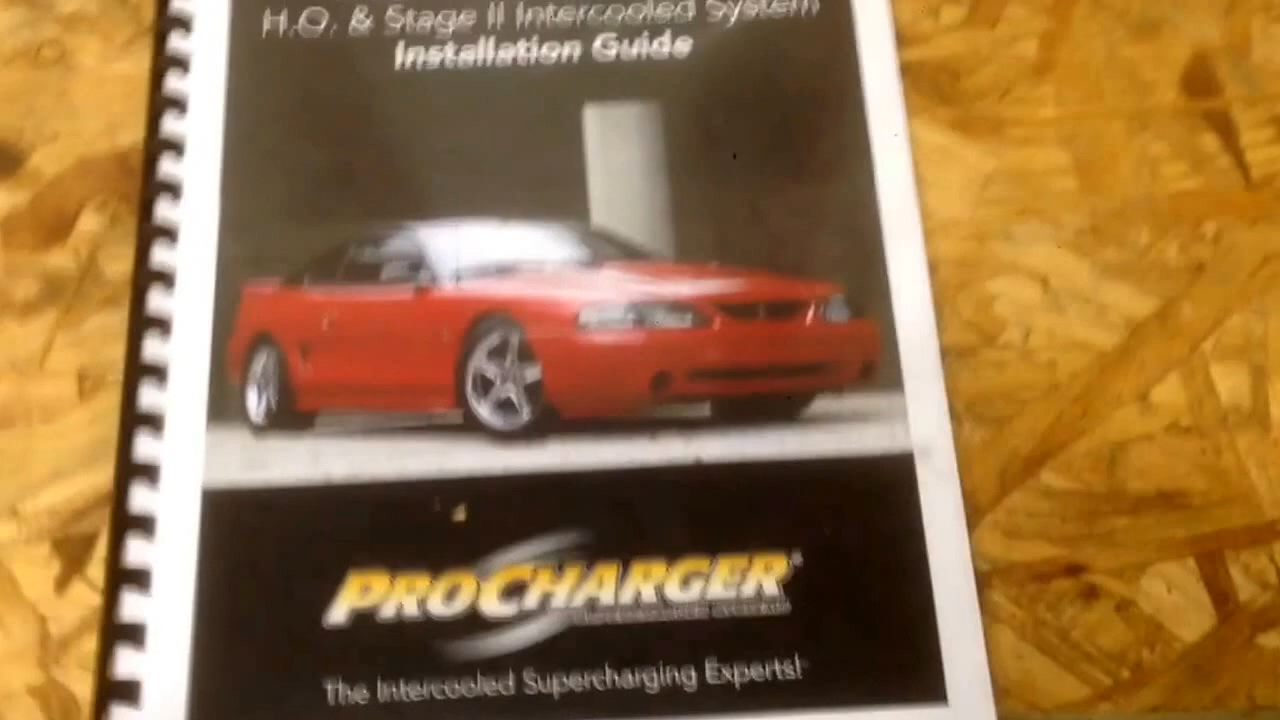 H.O. & Stage II Intercooled System
Installation Guide
PROCHARGER
The Intercooled Supercharging Experts!